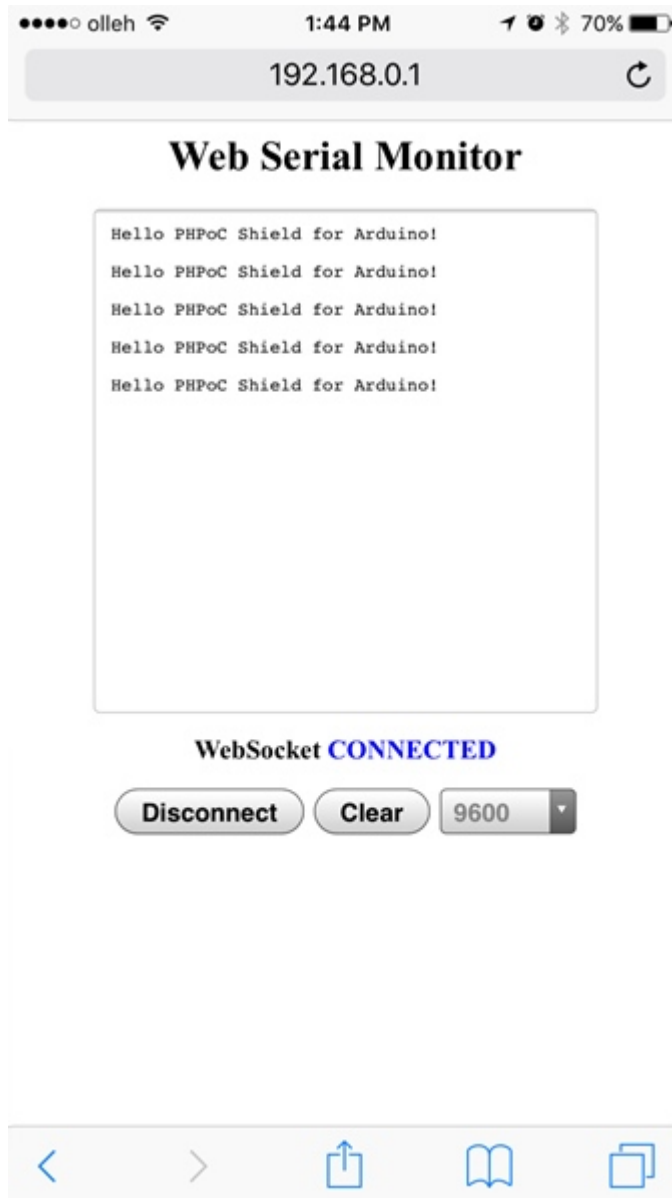 olleh 1:44 PM 70%
192.168.0.1
Web Serial Monitor
Hello PHPoC Shield for Arduino!
Hello PHPoC Shield for Arduino!
Hello PHPoC Shield for Arduino!
Hello PHPoC Shield for Arduino!
Hello PHPoC Shield for Arduino!
WebSocket CONNECTED
Disconnect Clear 9600